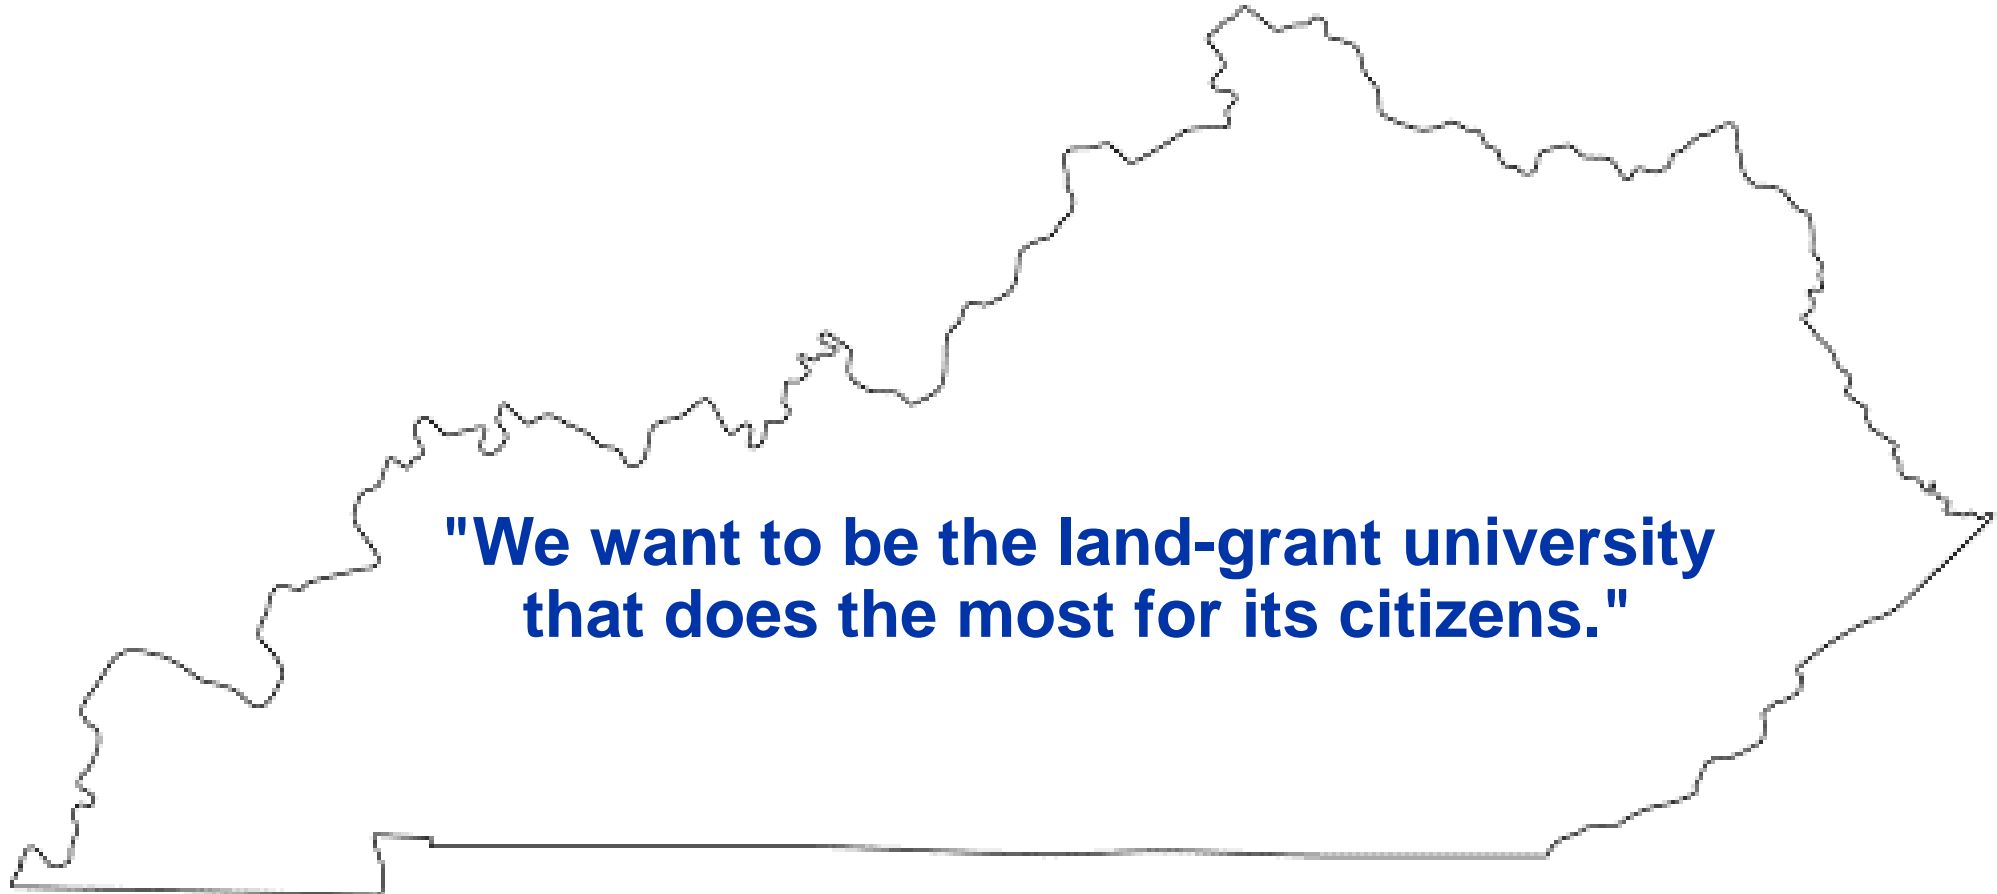 "We want to be the land-grant university
that does the most for its citizens."